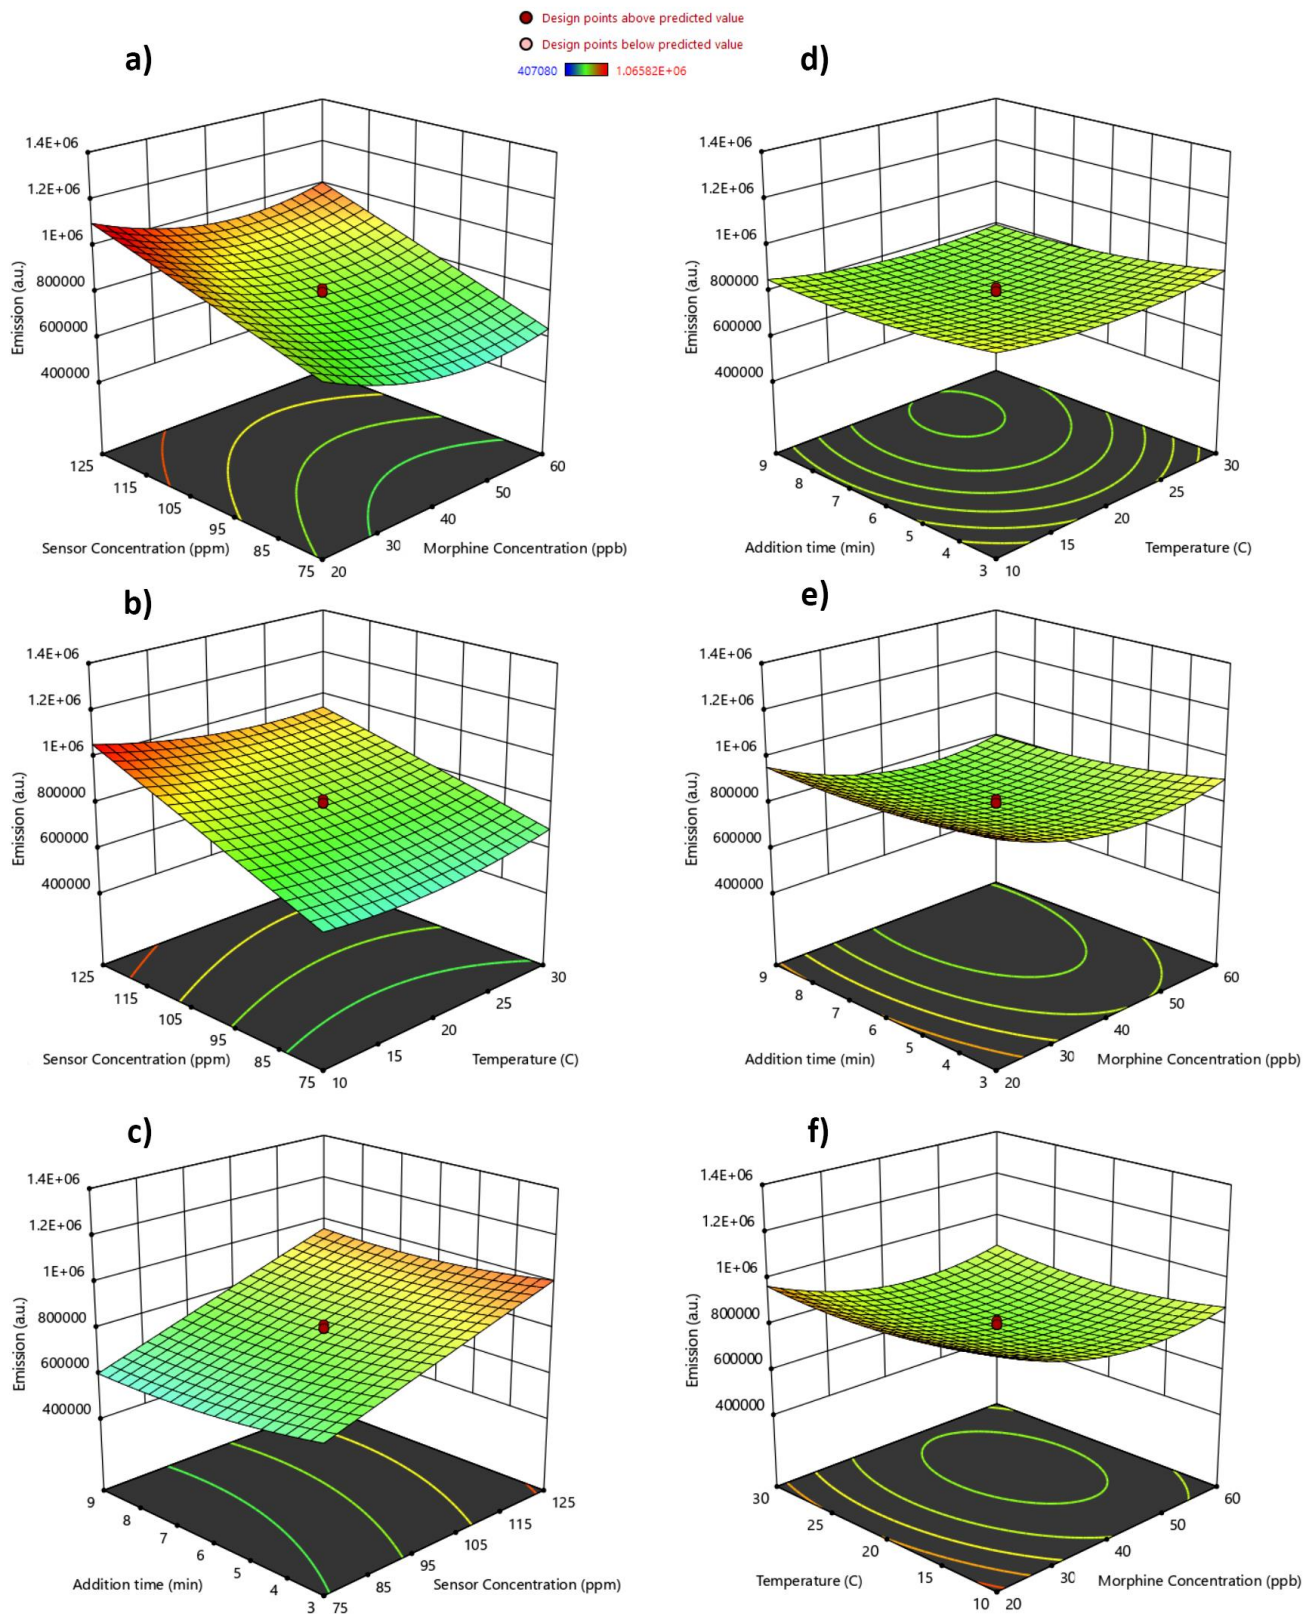 Design points above predicted value
Design points below predicted value
407080 1.06582E+06
a)
1.4E+06
1.2E+06
1E+06
800000
600000
400000
Emission (a.u.)
125
115
105
95
85
75
Sensor Concentration (ppm)
20
30
40
50
60
Morphine Concentration (ppb)
d)
1.4E+06
1.2E+06
1E+06
800000
600000
400000
Emission (a.u.)
9
8
7
6
5
4
3
Addition time (min)
10
15
20
25
30
Temperature (C)
b)
1.4E+06
1.2E+06
1E+06
800000
600000
400000
Emission (a.u.)
125
115
105
95
85
75
Sensor Concentration (ppm)
10
15
20
25
30
Temperature (C)
e)
1.4E+06
1.2E+06
1E+06
800000
600000
400000
Emission (a.u.)
9
8
7
6
5
4
3
Addition time (min)
20
30
40
50
60
Morphine Concentration (ppb)
c)
1.4E+06
1.2E+06
1E+06
800000
600000
400000
Emission (a.u.)
9
8
7
6
5
4
3
Addition time (min)
75
85
95
105
115
125
Sensor Concentration (ppm)
f)
1.4E+06
1.2E+06
1E+06
800000
600000
400000
Emission (a.u.)
30
25
20
15
10
Temperature (C)
20
30
40
50
60
Morphine Concentration (ppb)